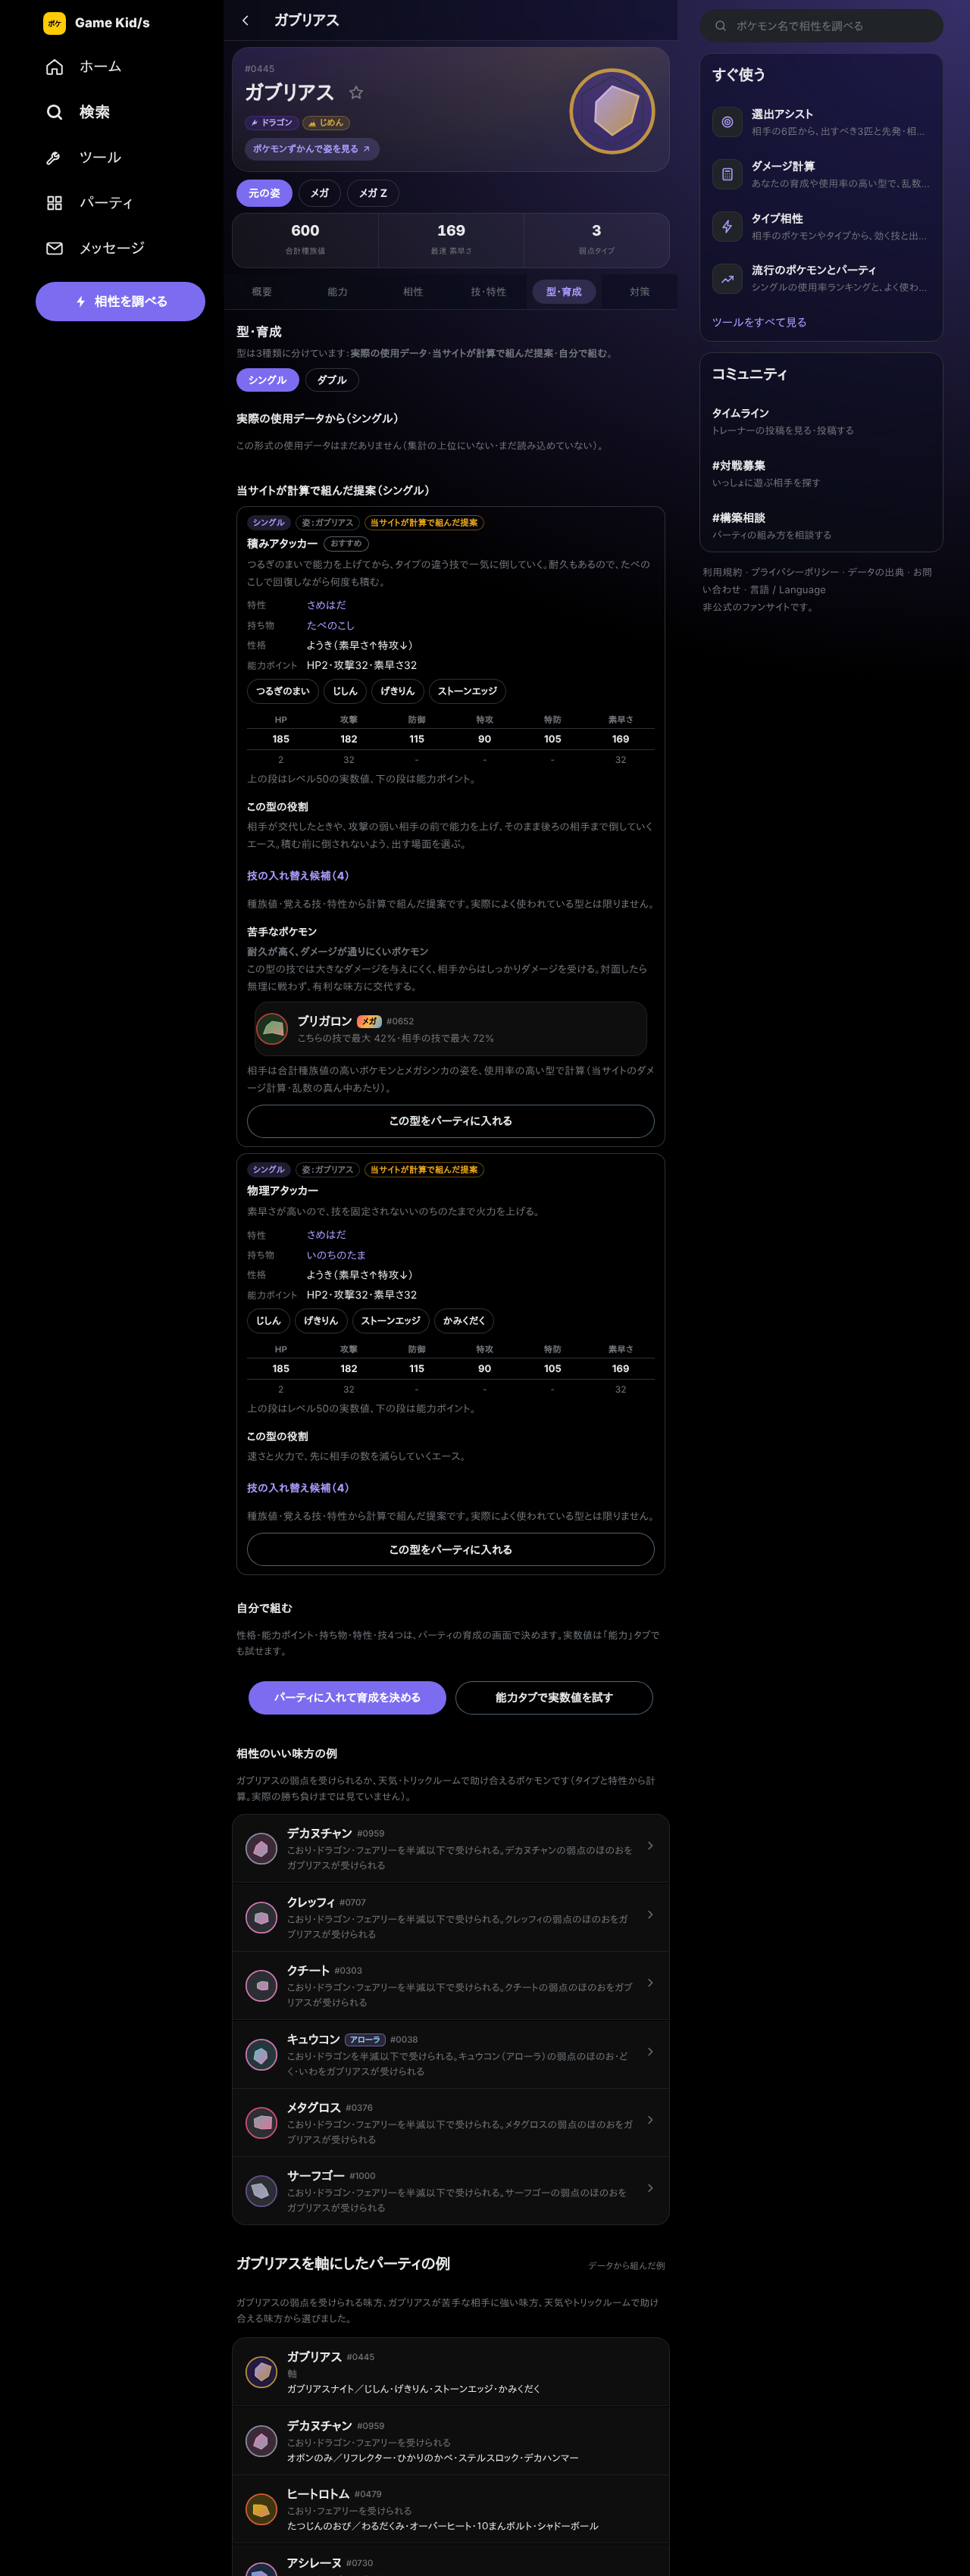 ポケ Game Kid/s
ホーム
検索
ツール
パーティ
メッセージ
相性を調べる
ガブリアス
#0445
ガブリアス
ドラゴン じめん
ポケモンずかんで姿を見る ↗
元の姿 メガ メガ Z
600 169 3
合計種族値 最速 素早さ 弱点タイプ
概要 能力 相性 技・特性 型・育成 対策
型・育成
型は3種類に分けています：実際の使用データ・当サイトが計算で組んだ提案・自分で組む。
シングル ダブル
実際の使用データから（シングル）
この形式の使用データはまだありません（集計の上位にいない・まだ読み込めていない）。
当サイトが計算で組んだ提案（シングル）
シングル 姿：ガブリアス 当サイトが計算で組んだ提案
積みアタッカー おすすめ
つるぎのまいで能力を上げてから、タイプの違う技で一気に倒していく。耐久もあるので、たべの
こしで回復しながら何度も積む。
特性 さめはだ
持ち物 たべのこし
性格 ようき（素早さ↑特攻↓）
能力ポイント HP2・攻撃32・素早さ32
つるぎのまい じしん げきりん ストーンエッジ
HP 攻撃 防御 特攻 特防 素早さ
185 182 115 90 105 169
2 32 - - - 32
上の段はレベル50の実数値、下の段は能力ポイント。
この型の役割
相手が交代したときや、攻撃の弱い相手の前で能力を上げ、そのまま後ろの相手まで倒していく
エース。積む前に倒されないよう、出す場面を選ぶ。
技の入れ替え候補（4）
種族値・覚える技・特性から計算で組んだ提案です。実際によく使われている型とは限りません。
苦手なポケモン
耐久が高く、ダメージが通りにくいポケモン
この型の技では大きなダメージを与えにくく、相手からはしっかりダメージを受ける。対面したら
無理に戦わず、有利な味方に交代する。
ブリガロン メガ #0652
こちらの技で最大 42%・相手の技で最大 72%
相手は合計種族値の高いポケモンとメガシンカの姿を、使用率の高い型で計算（当サイトのダメ
ージ計算・乱数の真ん中あたり）。
この型をパーティに入れる
シングル 姿：ガブリアス 当サイトが計算で組んだ提案
物理アタッカー
素早さが高いので、技を固定されないいのちのたまで火力を上げる。
特性 さめはだ
持ち物 いのちのたま
性格 ようき（素早さ↑特攻↓）
能力ポイント HP2・攻撃32・素早さ32
じしん げきりん ストーンエッジ かみくだく
HP 攻撃 防御 特攻 特防 素早さ
185 182 115 90 105 169
2 32 - - - 32
上の段はレベル50の実数値、下の段は能力ポイント。
この型の役割
速さと火力で、先に相手の数を減らしていくエース。
技の入れ替え候補（4）
種族値・覚える技・特性から計算で組んだ提案です。実際によく使われている型とは限りません。
この型をパーティに入れる
自分で組む
性格・能力ポイント・持ち物・特性・技4つは、パーティの育成の画面で決めます。実数値は「能力」タブで
も試せます。
パーティに入れて育成を決める 能力タブで実数値を試す
相性のいい味方の例
ガブリアスの弱点を受けられるか、天気・トリックルームで助け合えるポケモンです（タイプと特性から計
算。実際の勝ち負けまでは見ていません）。
デカヌチャン #0959
こおり・ドラゴン・フェアリーを半減以下で受けられる。デカヌチャンの弱点のほのおを
ガブリアスが受けられる
クレッフィ #0707
こおり・ドラゴン・フェアリーを半減以下で受けられる。クレッフィの弱点のほのおをガ
ブリアスが受けられる
クチート #0303
こおり・ドラゴン・フェアリーを半減以下で受けられる。クチートの弱点のほのおをガブ
リアスが受けられる
キュウコン アローラ #0038
こおり・ドラゴンを半減以下で受けられる。キュウコン（アローラ）の弱点のほのお・ど
く・いわをガブリアスが受けられる
メタグロス #0376
こおり・ドラゴン・フェアリーを半減以下で受けられる。メタグロスの弱点のほのおをガ
ブリアスが受けられる
サーフゴー #1000
こおり・ドラゴン・フェアリーを半減以下で受けられる。サーフゴーの弱点のほのおを
ガブリアスが受けられる
ガブリアスを軸にしたパーティの例 データから組んだ例
ガブリアスの弱点を受けられる味方、ガブリアスが苦手な相手に強い味方、天気やトリックルームで助け
合える味方から選びました。
ガブリアス #0445
軸
ガブリアスナイト／じしん・げきりん・ストーンエッジ・かみくだく
デカヌチャン #0959
こおり・ドラゴン・フェアリーを受けられる
オボンのみ／リフレクター・ひかりのかべ・ステルスロック・デカハンマー
ヒートロトム #0479
こおり・フェアリーを受けられる
たつじんのおび／わるだくみ・オーバーヒート・10まんボルト・シャドーボール
アシレーヌ #0730
ポケモン名で相性を調べる
すぐ使う
選出アシスト
相手の6匹から、出すべき3匹と先発・相…
ダメージ計算
あなたの育成や使用率の高い型で、乱数…
タイプ相性
相手のポケモンやタイプから、効く技と出…
流行のポケモンとパーティ
シングルの使用率ランキングと、よく使わ…
ツールをすべて見る
コミュニティ
タイムライン
トレーナーの投稿を見る・投稿する
#対戦募集
いっしょに遊ぶ相手を探す
#構築相談
パーティの組み方を相談する
利用規約 · プライバシーポリシー · データの出典 · お問
い合わせ · 言語 / Language
非公式のファンサイトです。